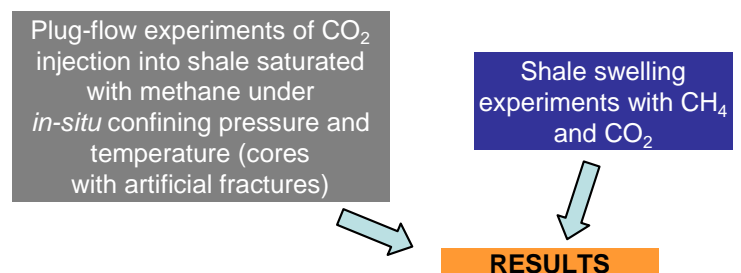 Plug-flow experiments of CO₂
injection into shale saturated
with methane under
in-situ confining pressure and
temperature (cores
with artificial fractures)
Shale swelling
experiments with CH₄
and CO₂
RESULTS